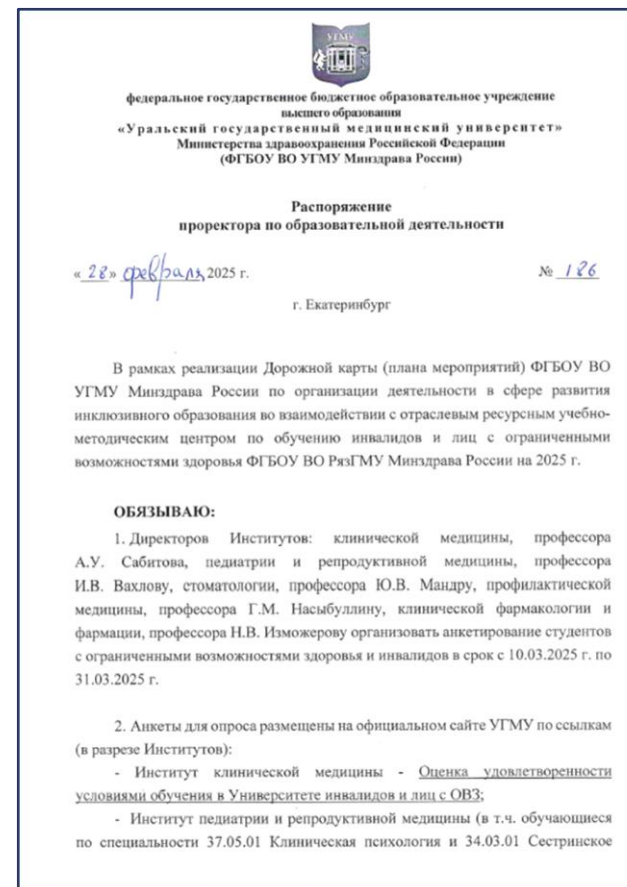 УГМУ
федеральное государственное бюджетное образовательное учреждение
высшего образования
«Уральский государственный медицинский университет»
Министерства здравоохранения Российской Федерации
(ФГБОУ ВО УГМУ Минздрава России)
Распоряжение
проректора по образовательной деятельности
«28» февраля 2025 г. № 186
г. Екатеринбург
В рамках реализации Дорожной карты (плана мероприятий) ФГБОУ ВО
УГМУ Минздрава России по организации деятельности в сфере развития
инклюзивного образования во взаимодействии с отраслевым ресурсным учебно-
методическим центром по обучению инвалидов и лиц с ограниченными
возможностями здоровья ФГБОУ ВО РязГМУ Минздрава России на 2025 г.
ОБЯЗЫВАЮ:
1. Директоров Институтов: клинической медицины, профессора
А.У. Сабитова, педиатрии и репродуктивной медицины, профессора
И.В. Вахлову, стоматологии, профессора Ю.В. Мандру, профилактической
медицины, профессора Г.М. Насыбуллину, клинической фармакологии и
фармации, профессора Н.В. Изможерову организовать анкетирование студентов
с ограниченными возможностями здоровья и инвалидов в срок с 10.03.2025 г. по
31.03.2025 г.
2. Анкеты для опроса размещены на официальном сайте УГМУ по ссылкам
(в разрезе Институтов):
- Институт клинической медицины - Оценка удовлетворенности
условиями обучения в Университете инвалидов и лиц с ОВЗ;
- Институт педиатрии и репродуктивной медицины (в т.ч. обучающиеся
по специальности 37.05.01 Клиническая психология и 34.03.01 Сестринское